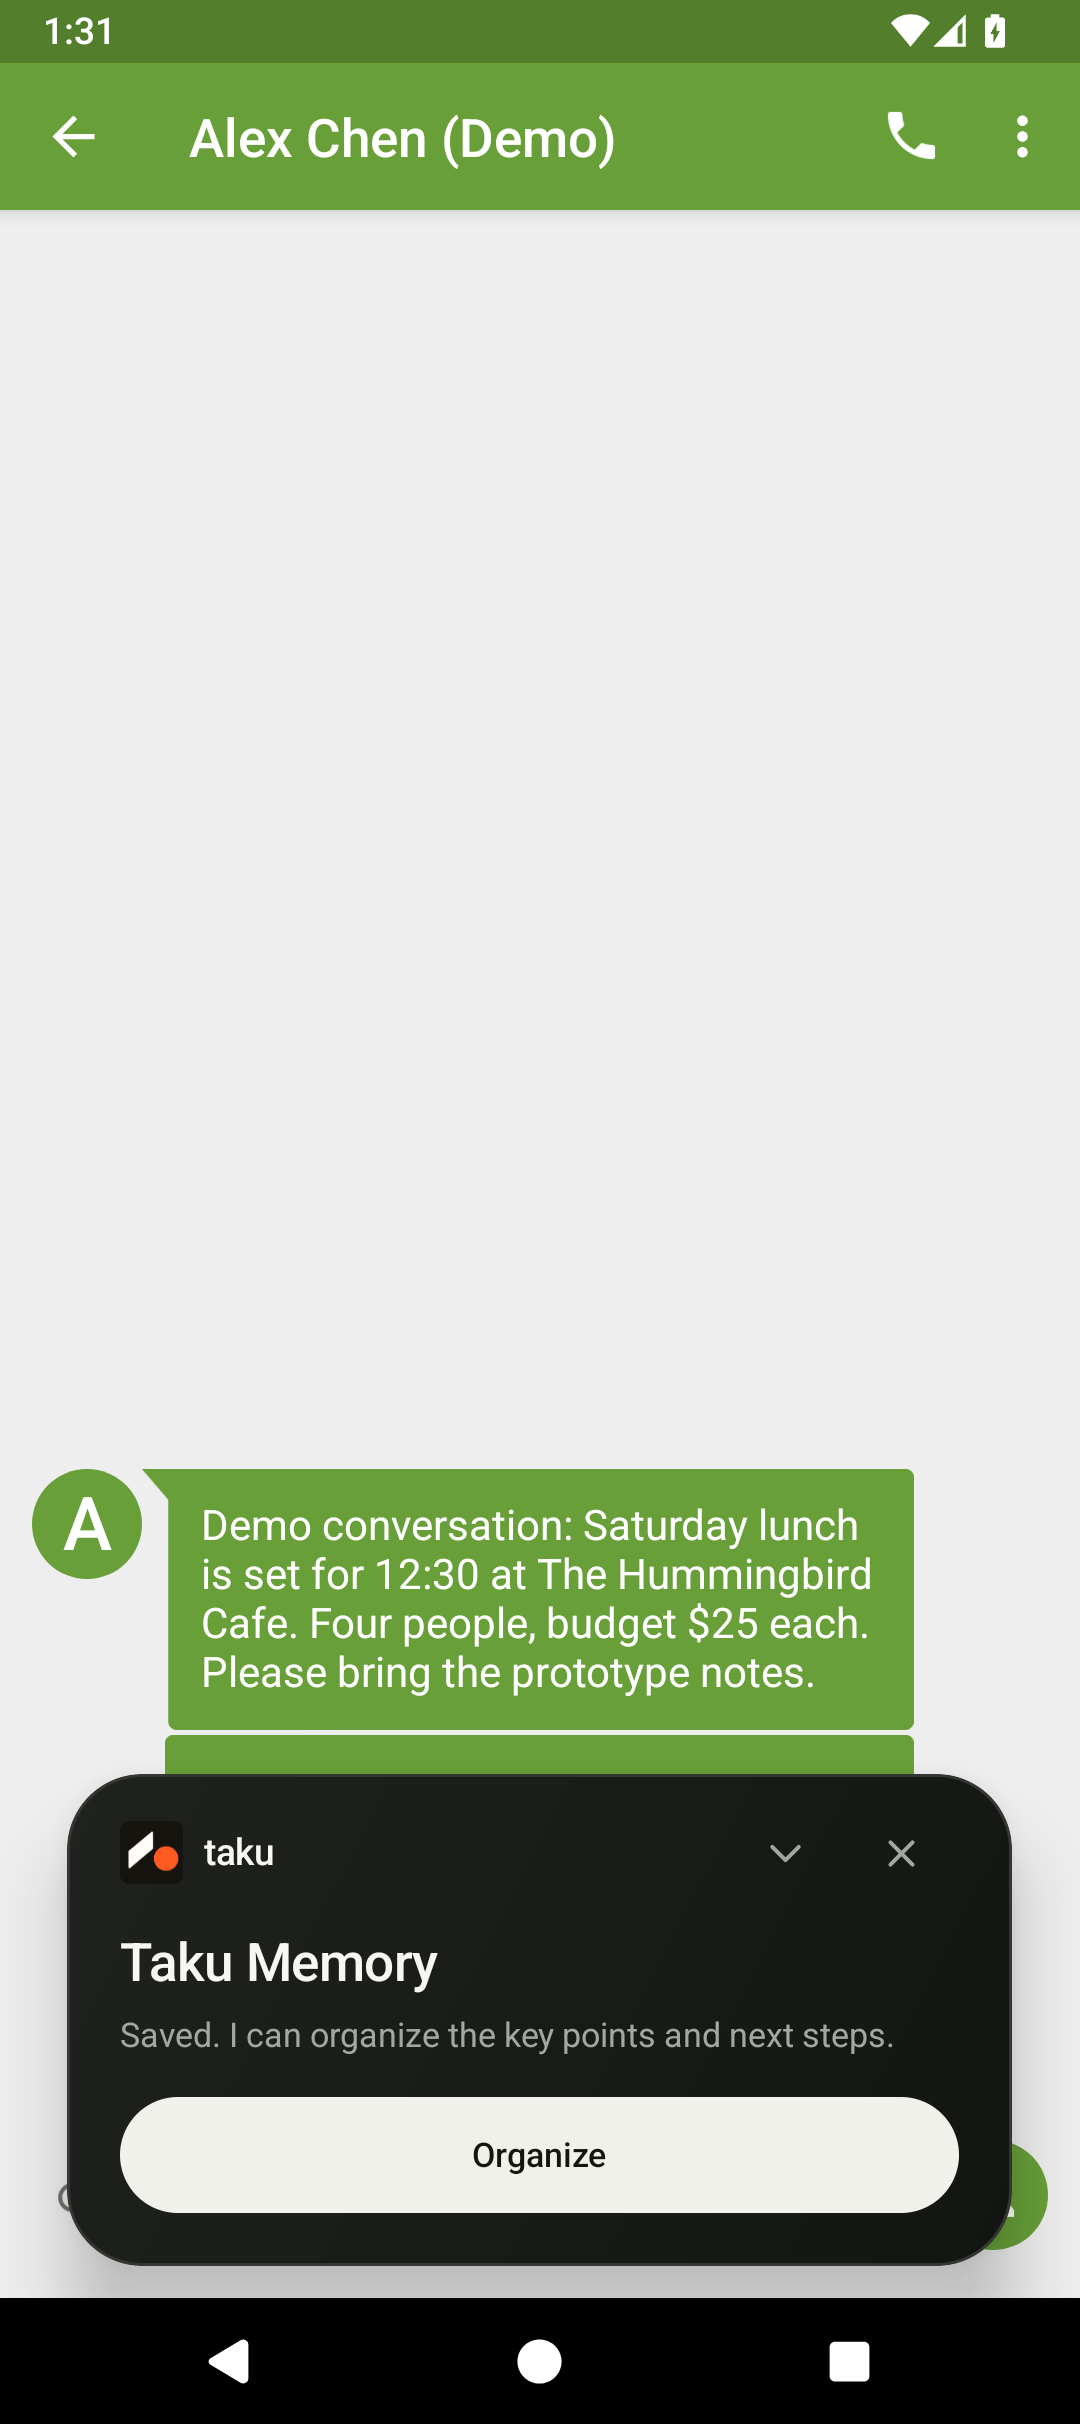 1:31
Alex Chen (Demo)
A
Demo conversation: Saturday lunch
is set for 12:30 at The Hummingbird
Cafe. Four people, budget $25 each.
Please bring the prototype notes.
taku
Taku Memory
Saved. I can organize the key points and next steps.
Organize